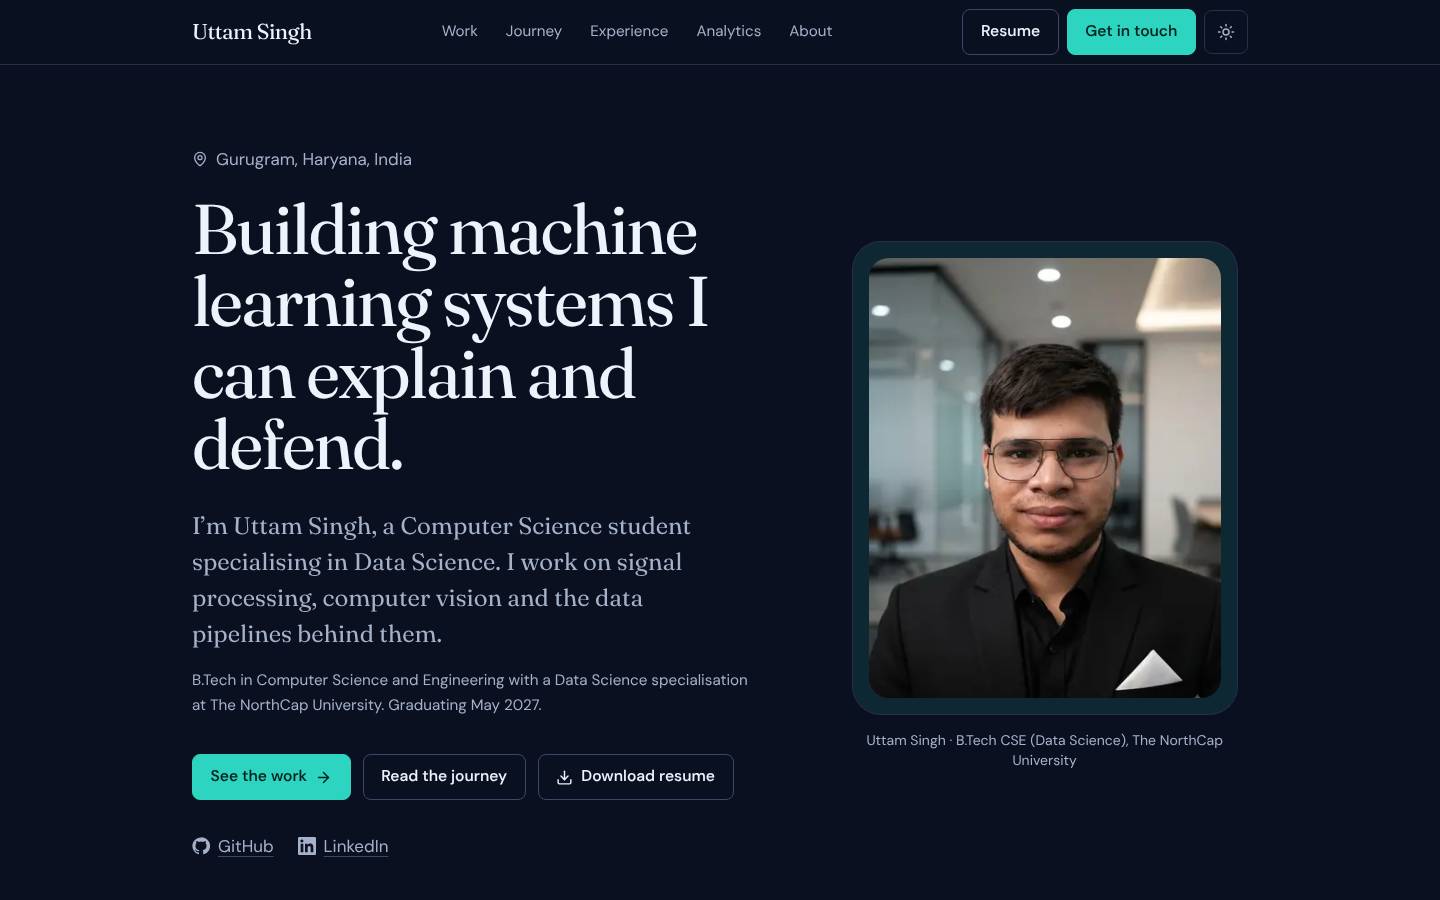 Uttam Singh
Work
Journey
Experience
Analytics
About
Resume
Get in touch
Gurugram, Haryana, India
Building machine
learning systems I
can explain and
defend.
I’m Uttam Singh, a Computer Science student
specialising in Data Science. I work on signal
processing, computer vision and the data
pipelines behind them.
B.Tech in Computer Science and Engineering with a Data Science specialisation
at The NorthCap University. Graduating May 2027.
See the work
Read the journey
Download resume
GitHub
LinkedIn
Uttam Singh · B.Tech CSE (Data Science), The NorthCap
University